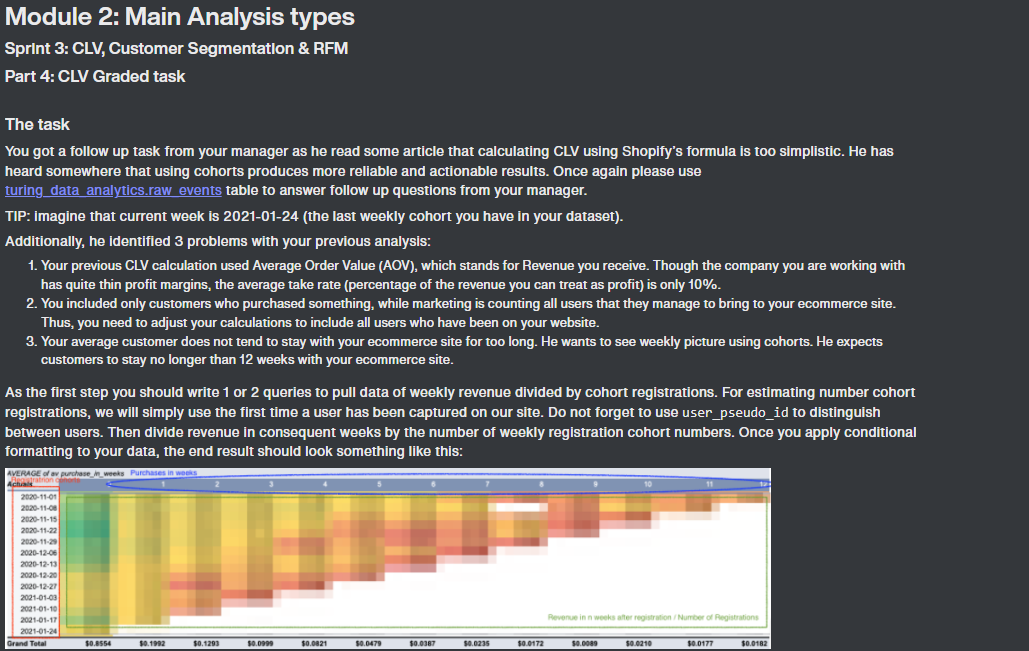 Module 2: Main Analysis types
Sprint 3: CLV, Customer Segmentation & RFM
Part 4: CLV Graded task
The task
You got a follow up task from your manager as he read some article that calculating CLV using Shopify's formula is too simplistic. He has
heard somewhere that using cohorts produces more reliable and actionable results. Once again please use
turing_data_analytics.raw_events table to answer follow up questions from your manager.
TIP: imagine that current week is 2021-01-24 (the last weekly cohort you have in your dataset).
Additionally, he identified 3 problems with your previous analysis:
1. Your previous CLV calculation used Average Order Value (AOV), which stands for Revenue you receive. Though the company you are working with
has quite thin profit margins, the average take rate (percentage of the revenue you can treat as profit) is only 10%.
2. You included only customers who purchased something, while marketing is counting all users that they manage to bring to your ecommerce site.
Thus, you need to adjust your calculations to include all users who have been on your website.
3. Your average customer does not tend to stay with your ecommerce site for too long. He wants to see weekly picture using cohorts. He expects
customers to stay no longer than 12 weeks with your ecommerce site.
As the first step you should write 1 or 2 queries to pull data of weekly revenue divided by cohort registrations. For estimating number cohort
registrations, we will simply use the first time a user has been captured on our site. Do not forget to use user_pseudo_id to distinguish
between users. Then divide revenue in consequent weeks by the number of weekly registration cohort numbers. Once you apply conditional
formatting to your data, the end result should look something like this:
AVERAGE of av purchase_in_weeks Purchases in weeks
Registration cohorts
Actuals 1 2 3 4 5 6 7 8 9 10 11 12
2020-11-01
2020-11-08
2020-11-15
2020-11-22
2020-11-29
2020-12-06
2020-12-13
2020-12-20
2020-12-27
2021-01-03
2021-01-10
2021-01-17 Revenue in n weeks after registration / Number of Registrations
2021-01-24
Grand Total $0.8554 $0.1992 $0.1293 $0.0999 $0.0821 $0.0479 $0.0387 $0.0235 $0.0172 $0.0089 $0.0210 $0.0177 $0.0182